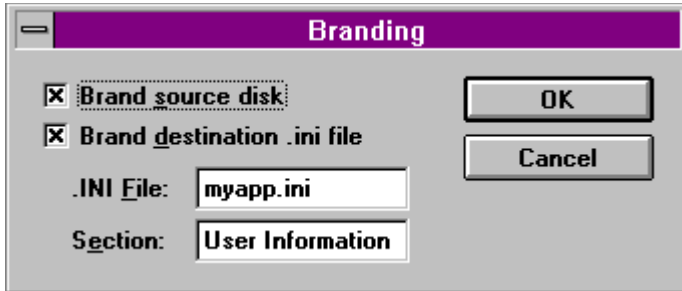 Branding
Brand source disk
OK
Brand destination .ini file
Cancel
.INI File: myapp.ini
Section: User Information